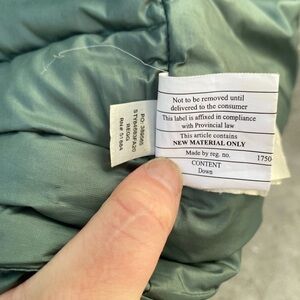 Not to be removed until
delivered to the consumer
This label is affixed in compliance
with Provincial law
This article contains
NEW MATERIAL ONLY
Made by reg. no.
1750
CONTENT
Down
REGG